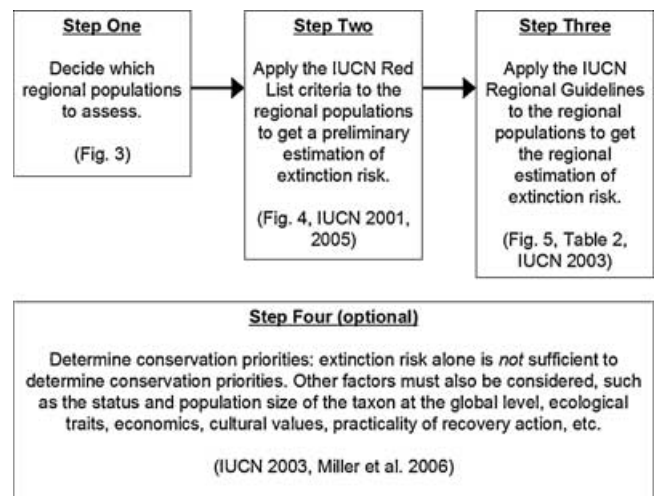 Step One
Decide which
regional populations
to assess.
(Fig. 3)
Step Two
Apply the IUCN Red
List criteria to the
regional populations
to get a preliminary
estimation of
extinction risk.
(Fig. 4, IUCN 2001,
2005)
Step Three
Apply the IUCN
Regional Guidelines
to the regional
populations to get
the regional
estimation of
extinction risk.
(Fig. 5, Table 2,
IUCN 2003)
Step Four (optional)
Determine conservation priorities: extinction risk alone is not sufficient to
determine conservation priorities. Other factors must also be considered, such
as the status and population size of the taxon at the global level, ecological
traits, economics, cultural values, practicality of recovery action, etc.
(IUCN 2003, Miller et al. 2006)